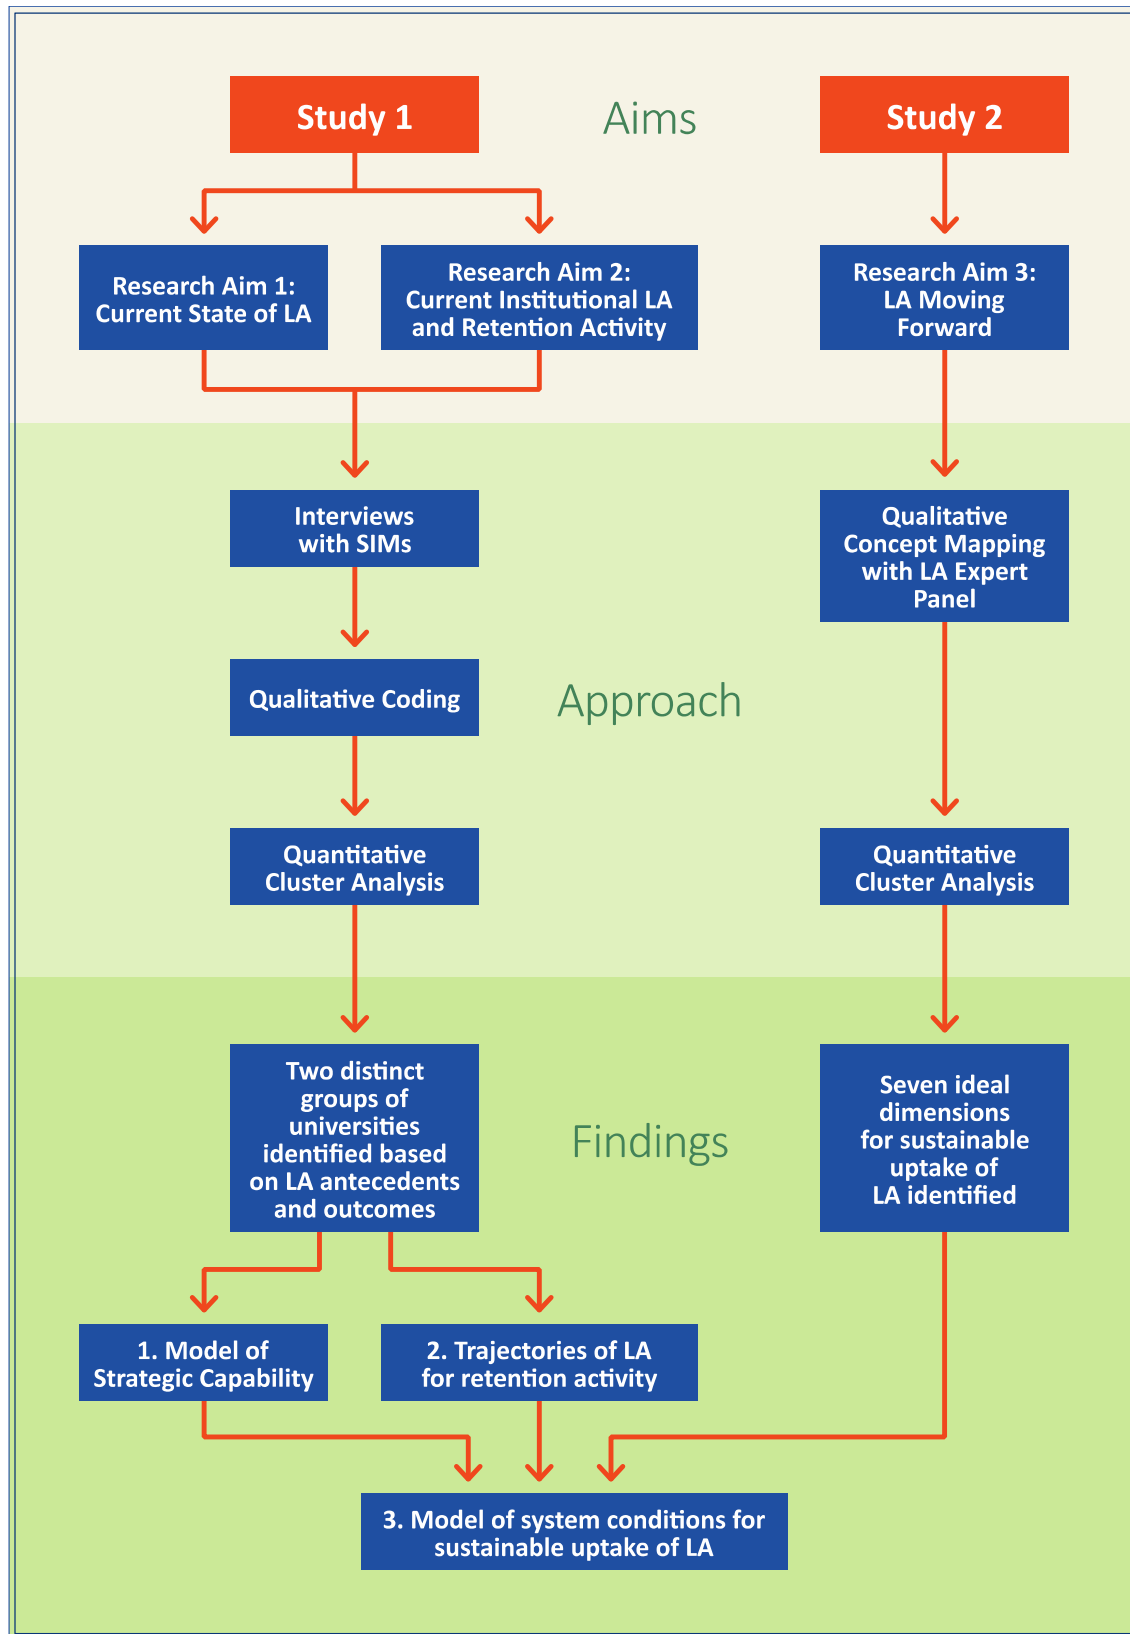 Study 1
Aims
Study 2
Research Aim 1:
Current State of LA
Research Aim 2:
Current Institutional LA
and Retention Activity
Research Aim 3:
LA Moving
Forward
Interviews
with SIMs
Qualitative
Concept Mapping
with LA Expert
Panel
Qualitative Coding
Approach
Quantitative
Cluster Analysis
Quantitative
Cluster Analysis
Two distinct
groups of
universities
identified based
on LA antecedents
and outcomes
Findings
Seven ideal
dimensions
for sustainable
uptake of
LA identified
1. Model of
Strategic Capability
2. Trajectories of LA
for retention activity
3. Model of system conditions for
sustainable uptake of LA